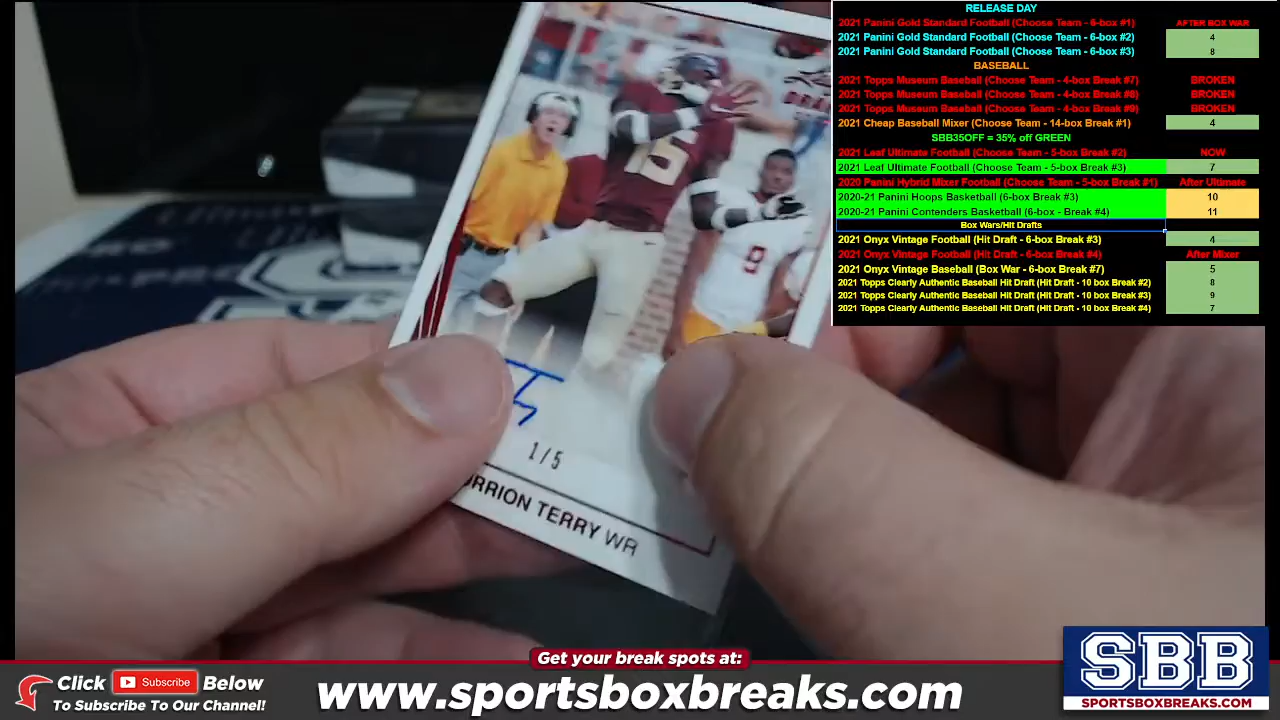 RELEASE DAY
2021 Panini Gold Standard Football (Choose Team - 6-box #1) AFTER BOX WAR
2021 Panini Gold Standard Football (Choose Team - 6-box #2) 4
2021 Panini Gold Standard Football (Choose Team - 6-box #3) 8
BASEBALL
2021 Topps Museum Baseball (Choose Team - 4-box Break #7) BROKEN
2021 Topps Museum Baseball (Choose Team - 4-box Break #8) BROKEN
2021 Topps Museum Baseball (Choose Team - 4-box Break #9) BROKEN
2021 Cheap Baseball Mixer (Choose Team - 14-box Break #1) 4
SBB35OFF = 35% off GREEN
2021 Leaf Ultimate Football (Choose Team - 5-box Break #2) NOW
2021 Leaf Ultimate Football (Choose Team - 5-box Break #3) 7
2020 Panini Hybrid Mixer Football (Choose Team - 5-box Break #1) After Ultimate
2020-21 Panini Hoops Basketball (6-box Break #3) 10
2020-21 Panini Contenders Basketball (6-box - Break #4) 11
Box Wars/Hit Drafts
2021 Onyx Vintage Football (Hit Draft - 6-box Break #3) 4
2021 Onyx Vintage Football (Hit Draft - 6-box Break #4) After Mixer
2021 Onyx Vintage Baseball (Box War - 6-box Break #7) 5
2021 Topps Clearly Authentic Baseball Hit Draft (Hit Draft - 10 box Break #2) 8
2021 Topps Clearly Authentic Baseball Hit Draft (Hit Draft - 10 box Break #3) 9
2021 Topps Clearly Authentic Baseball Hit Draft (Hit Draft - 10 box Break #4) 7
15
9
1/5
URRION TERRY WR
Get your break spots at:
Click Subscribe Below
To Subscribe To Our Channel!
www.sportsboxbreaks.com
SBB
SPORTSBOXBREAKS.COM